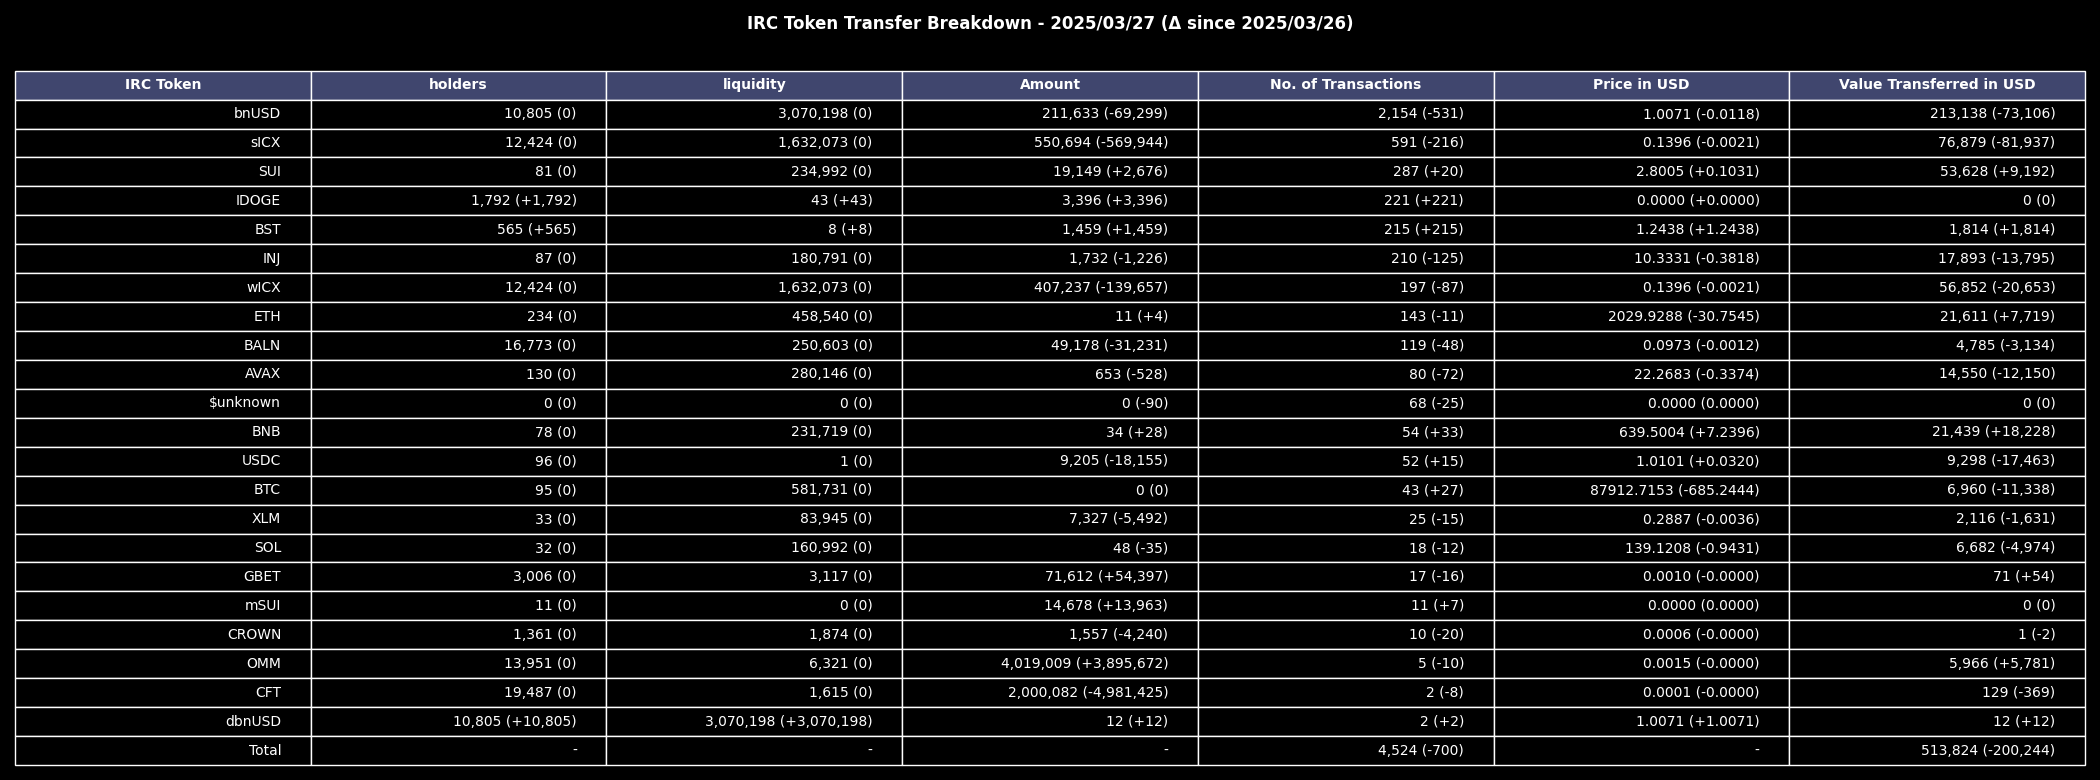 IRC Token Transfer Breakdown - 2025/03/27 (Δ since 2025/03/26)
IRC Token holders liquidity Amount No. of Transactions Price in USD Value Transferred in USD
bnUSD 10,805 (0) 3,070,198 (0) 211,633 (-69,299) 2,154 (-531) 1.0071 (-0.0118) 213,138 (-73,106)
sICX 12,424 (0) 1,632,073 (0) 550,694 (-569,944) 591 (-216) 0.1396 (-0.0021) 76,879 (-81,937)
SUI 81 (0) 234,992 (0) 19,149 (+2,676) 287 (+20) 2.8005 (+0.1031) 53,628 (+9,192)
IDOGE 1,792 (+1,792) 43 (+43) 3,396 (+3,396) 221 (+221) 0.0000 (+0.0000) 0 (0)
BST 565 (+565) 8 (+8) 1,459 (+1,459) 215 (+215) 1.2438 (+1.2438) 1,814 (+1,814)
INJ 87 (0) 180,791 (0) 1,732 (-1,226) 210 (-125) 10.3331 (-0.3818) 17,893 (-13,795)
wICX 12,424 (0) 1,632,073 (0) 407,237 (-139,657) 197 (-87) 0.1396 (-0.0021) 56,852 (-20,653)
ETH 234 (0) 458,540 (0) 11 (+4) 143 (-11) 2029.9288 (-30.7545) 21,611 (+7,719)
BALN 16,773 (0) 250,603 (0) 49,178 (-31,231) 119 (-48) 0.0973 (-0.0012) 4,785 (-3,134)
AVAX 130 (0) 280,146 (0) 653 (-528) 80 (-72) 22.2683 (-0.3374) 14,550 (-12,150)
$unknown 0 (0) 0 (0) 0 (-90) 68 (-25) 0.0000 (0.0000) 0 (0)
BNB 78 (0) 231,719 (0) 34 (+28) 54 (+33) 639.5004 (+7.2396) 21,439 (+18,228)
USDC 96 (0) 1 (0) 9,205 (-18,155) 52 (+15) 1.0101 (+0.0320) 9,298 (-17,463)
BTC 95 (0) 581,731 (0) 0 (0) 43 (+27) 87912.7153 (-685.2444) 6,960 (-11,338)
XLM 33 (0) 83,945 (0) 7,327 (-5,492) 25 (-15) 0.2887 (-0.0036) 2,116 (-1,631)
SOL 32 (0) 160,992 (0) 48 (-35) 18 (-12) 139.1208 (-0.9431) 6,682 (-4,974)
GBET 3,006 (0) 3,117 (0) 71,612 (+54,397) 17 (-16) 0.0010 (-0.0000) 71 (+54)
mSUI 11 (0) 0 (0) 14,678 (+13,963) 11 (+7) 0.0000 (0.0000) 0 (0)
CROWN 1,361 (0) 1,874 (0) 1,557 (-4,240) 10 (-20) 0.0006 (-0.0000) 1 (-2)
OMM 13,951 (0) 6,321 (0) 4,019,009 (+3,895,672) 5 (-10) 0.0015 (-0.0000) 5,966 (+5,781)
CFT 19,487 (0) 1,615 (0) 2,000,082 (-4,981,425) 2 (-8) 0.0001 (-0.0000) 129 (-369)
dbnUSD 10,805 (+10,805) 3,070,198 (+3,070,198) 12 (+12) 2 (+2) 1.0071 (+1.0071) 12 (+12)
Total - - - 4,524 (-700) - 513,824 (-200,244)